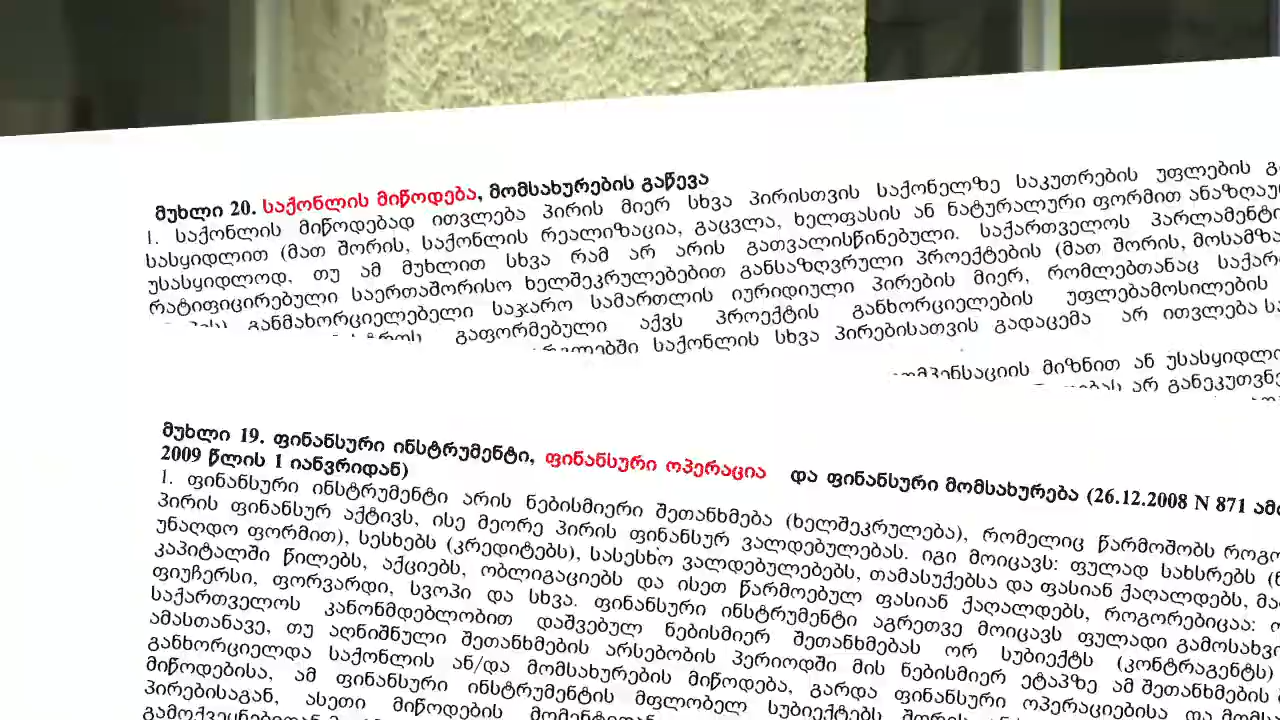 მუხლი 20. საქონლის მიწოდება, მომსახურების გაწევა
1. საქონლის მიწოდებად ითვლება პირის მიერ სხვა პირისთვის საქონელზე საკუთრების უფლების
სასყიდლით (მათ შორის, საქონლის რეალიზაცია, გაცვლა, ხელფასის ან ნატურალური ფორმით
უსასყიდლოდ, თუ ამ მუხლით სხვა რამ არ არის გათვალისწინებული. საქართველოს
რატიფიცირებული საერთაშორისო ხელშეკრულებებით განსაზღვრული პროექტების (მათ შორის,
განმახორციელებელი საჯარო სამართლის იურიდიული პირების მიერ, რომლებთანაც
გაფორმებული აქვს პროექტის განხორციელების უფლებამოსილების
საქონლის სხვა პირებისათვის გადაცემა არ ითვლება
მიზნით ან
არ
მუხლი 19. ფინანსური ინსტრუმენტი, ფინანსური ოპერაცია და ფინანსური მომსახურება (26.12.2008 N 871
2009 წლის 1 იანვრიდან)
1. ფინანსური ინსტრუმენტი არის ნებისმიერი შეთანხმება (ხელშეკრულება), რომელიც წარმოშობს
პირის ფინანსურ აქტივს, ისე მეორე პირის ფინანსურ ვალდებულებას. იგი მოიცავს: ფულად სახსრებს
უნაღდო ფორმით), სესხებს (კრედიტებს), სასესხო ვალდებულებებს, თამასუქებსა და ფასიან ქაღალდებს,
კაპიტალში წილებს, აქციებს, ობლიგაციებს და ისეთ წარმოებულ ფასიან ქაღალდებს, როგორებიცაა:
ფიუჩერსი, ფორვარდი, სვოპი და სხვა. ფინანსური ინსტრუმენტი აგრეთვე მოიცავს ფულადი
საქართველოს კანონმდებლობით დაშვებულ ნებისმიერ შეთანხმებას ორ სუბიექტს (კონტრაგენტს)
ამასთანავე, თუ აღნიშნული შეთანხმების არსებობის პერიოდში მის ნებისმიერ ეტაპზე ამ შეთანხმების
განხორციელდა საქონლის ან/და მომსახურების მიწოდება, გარდა ფინანსური ოპერაციებისა და
მიწოდებისა, ამ ფინანსური ინსტრუმენტის მფლობელ სუბიექტებს შორის
პირებისაგან, ასეთი მიწოდების მომენტიდან